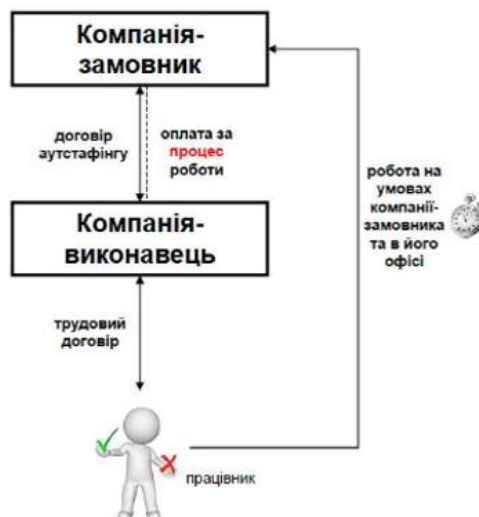 Компанія-
замовник
договір
аутстафінгу
оплата за
процес
роботи
робота на
умовах
компанії-
замовника
та в його
офісі
Компанія-
виконавець
трудовий
договір
працівник